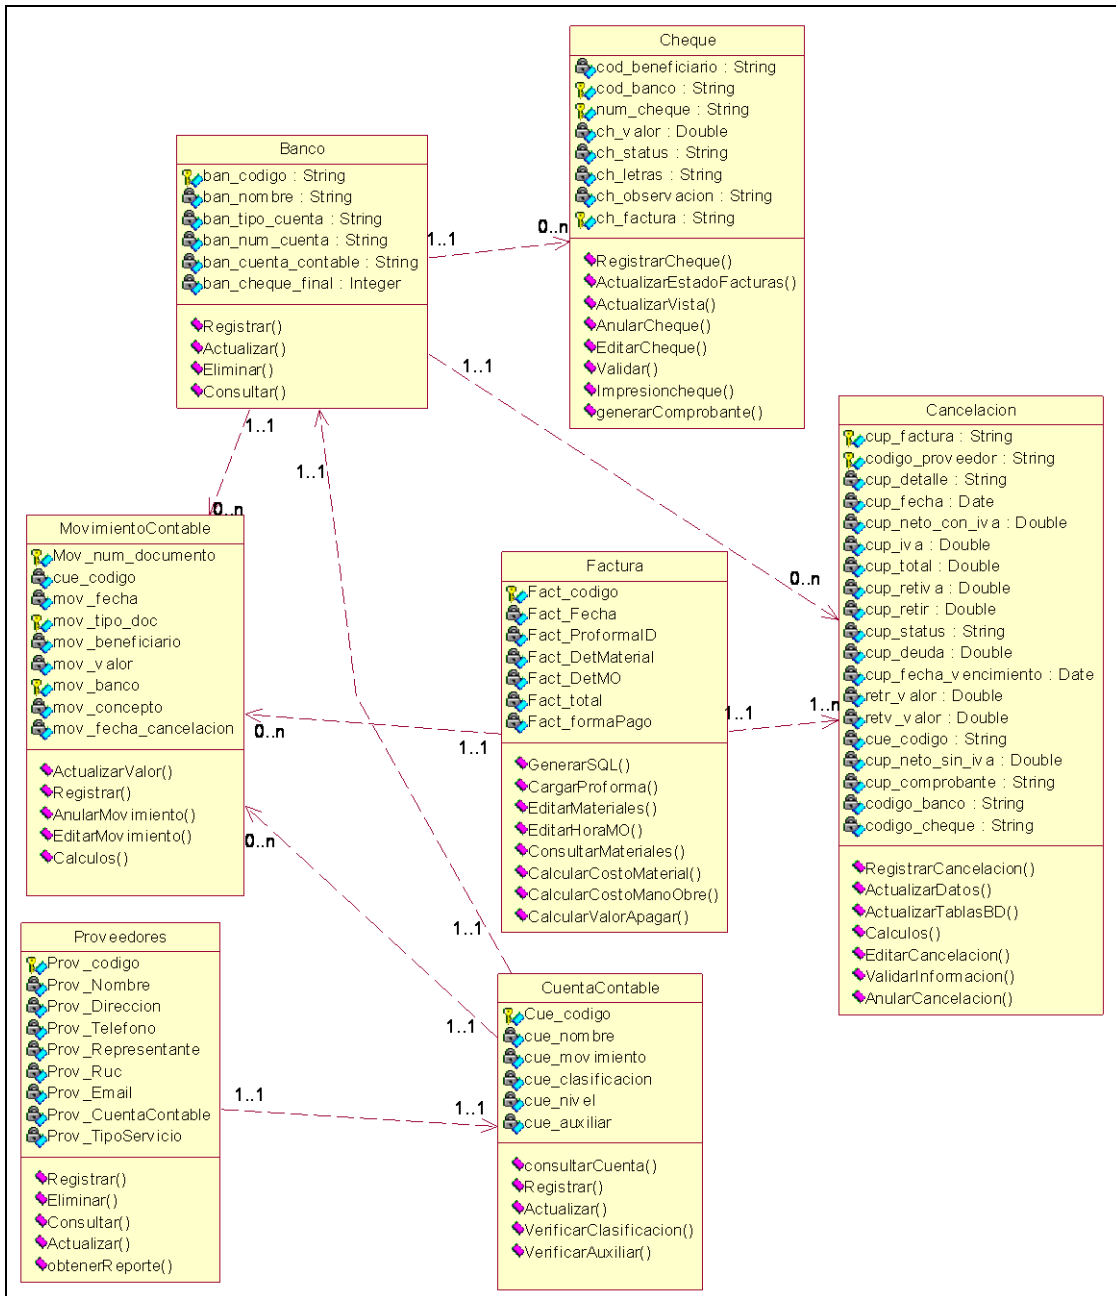 Cheque
cod_beneficiario : String
cod_banco : String
num_cheque : String
ch_valor : Double
ch_status : String
ch_letras : String
ch_observacion : String
ch_factura : String
RegistrarCheque()
ActualizarEstadoFacturas()
ActualizarVista()
AnularCheque()
EditarCheque()
Validar()
Impresioncheque()
generarComprobante()
Banco
ban_codigo : String
ban_nombre : String
ban_tipo_cuenta : String
ban_num_cuenta : String
ban_cuenta_contable : String
ban_cheque_final : Integer
Registrar()
Actualizar()
Eliminar()
Consultar()
1..1
0..n
1..1
0..n
1..1
0..n
1..1
1..1
Cancelacion
cup_factura : String
codigo_proveedor : String
cup_detalle : String
cup_fecha : Date
cup_neto_con_iva : Double
cup_iva : Double
cup_total : Double
cup_retiva : Double
cup_retir : Double
cup_status : String
cup_deuda : Double
cup_fecha_vencimiento : Date
retr_valor : Double
retv_valor : Double
cue_codigo : String
cup_neto_sin_iva : Double
cup_comprobante : String
codigo_banco : String
codigo_cheque : String
RegistrarCancelacion()
ActualizarDatos()
ActualizarTablasBD()
Calculos()
EditarCancelacion()
ValidarInformacion()
AnularCancelacion()
MovimientoContable
Mov_num_documento
cue_codigo
mov_fecha
mov_tipo_doc
mov_beneficiario
mov_valor
mov_banco
mov_concepto
mov_fecha_cancelacion
ActualizarValor()
Registrar()
AnularMovimiento()
EditarMovimiento()
Calculos()
Factura
Fact_codigo
Fact_Fecha
Fact_ProformaID
Fact_DetMaterial
Fact_DetMO
Fact_total
Fact_formaPago
GenerarSQL()
CargarProforma()
EditarMateriales()
EditarHoraMO()
ConsultarMateriales()
CalcularCostoMaterial()
CalcularCostoManoObre()
CalcularValorApagar()
1..1
1..n
0..n
1..1
0..n
1..1
Proveedores
Prov_codigo
Prov_Nombre
Prov_Direccion
Prov_Telefono
Prov_Representante
Prov_Ruc
Prov_Email
Prov_CuentaContable
Prov_TipoServicio
Registrar()
Eliminar()
Consultar()
Actualizar()
obtenerReporte()
1..1
1..1
CuentaContable
Cue_codigo
cue_nombre
cue_movimiento
cue_clasificacion
cue_nivel
cue_auxiliar
consultarCuenta()
Registrar()
Actualizar()
VerificarClasificacion()
VerificarAuxiliar()